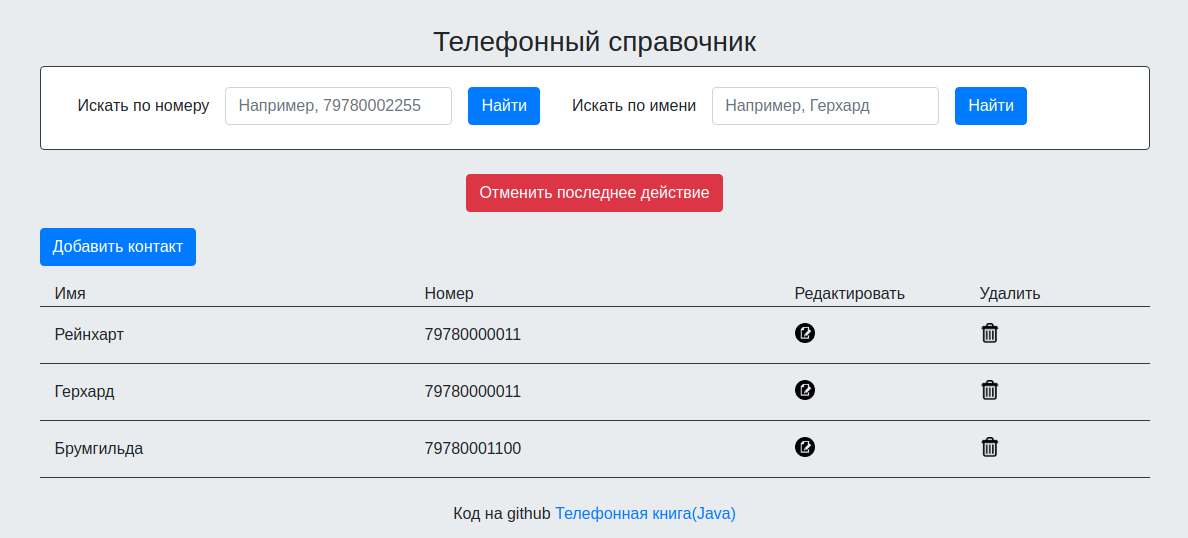 Телефонный справочник
Искать по номеру Например, 79780002255 Найти Искать по имени Например, Герхард Найти
Отменить последнее действие
Добавить контакт
Имя Номер Редактировать Удалить
Рейнхарт 79780000011
Герхард 79780000011
Брумгильда 79780001100
Код на github Телефонная книга(Java)